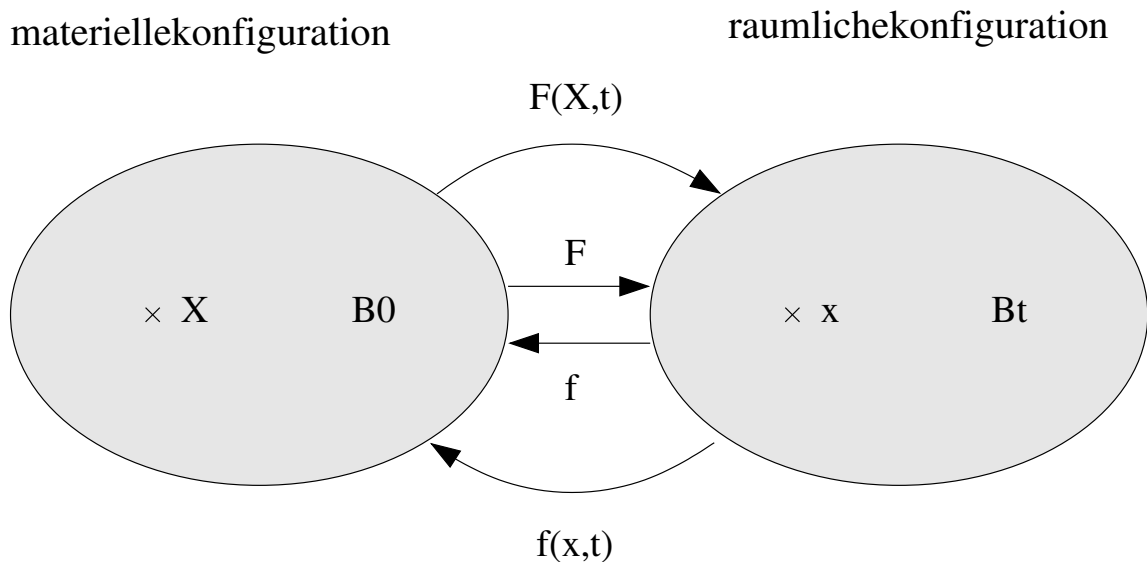 materiellekonfiguration
raumlichekonfiguration
F(X,t)
F
× X B0
× x Bt
f
f(x,t)